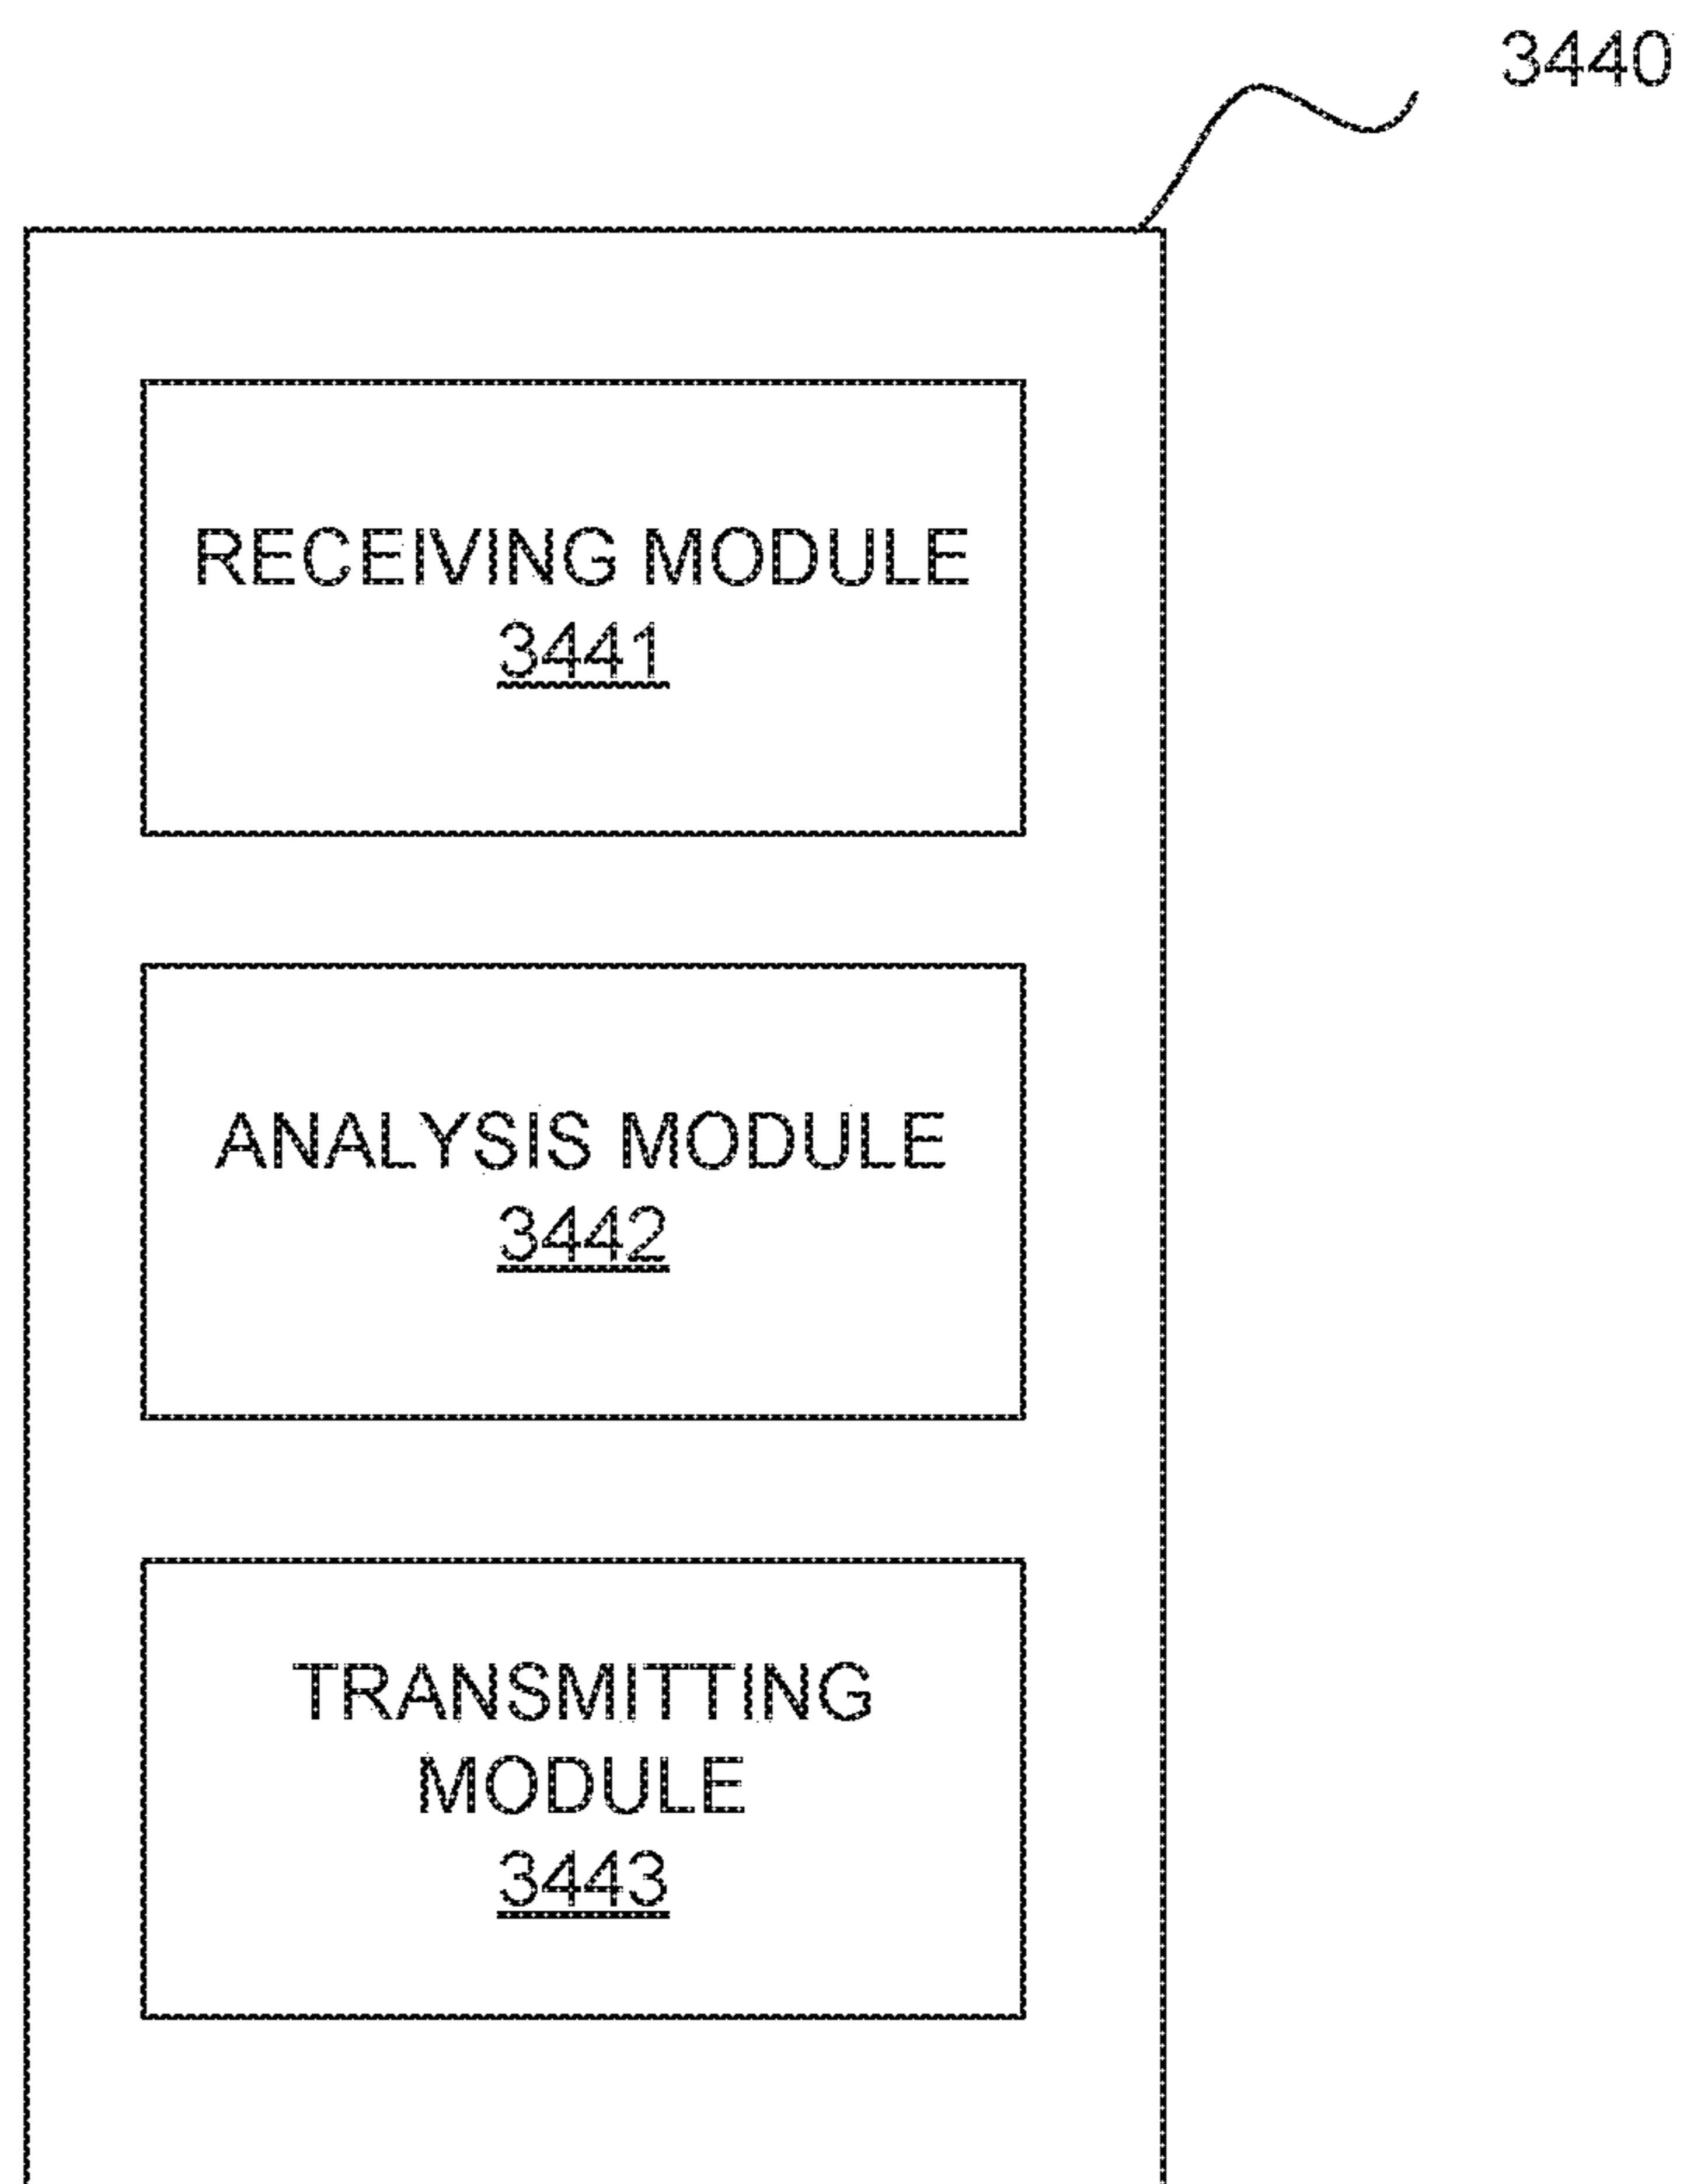 3440
RECEIVING MODULE
3441
ANALYSIS MODULE
3442
TRANSMITTING
MODULE
3443